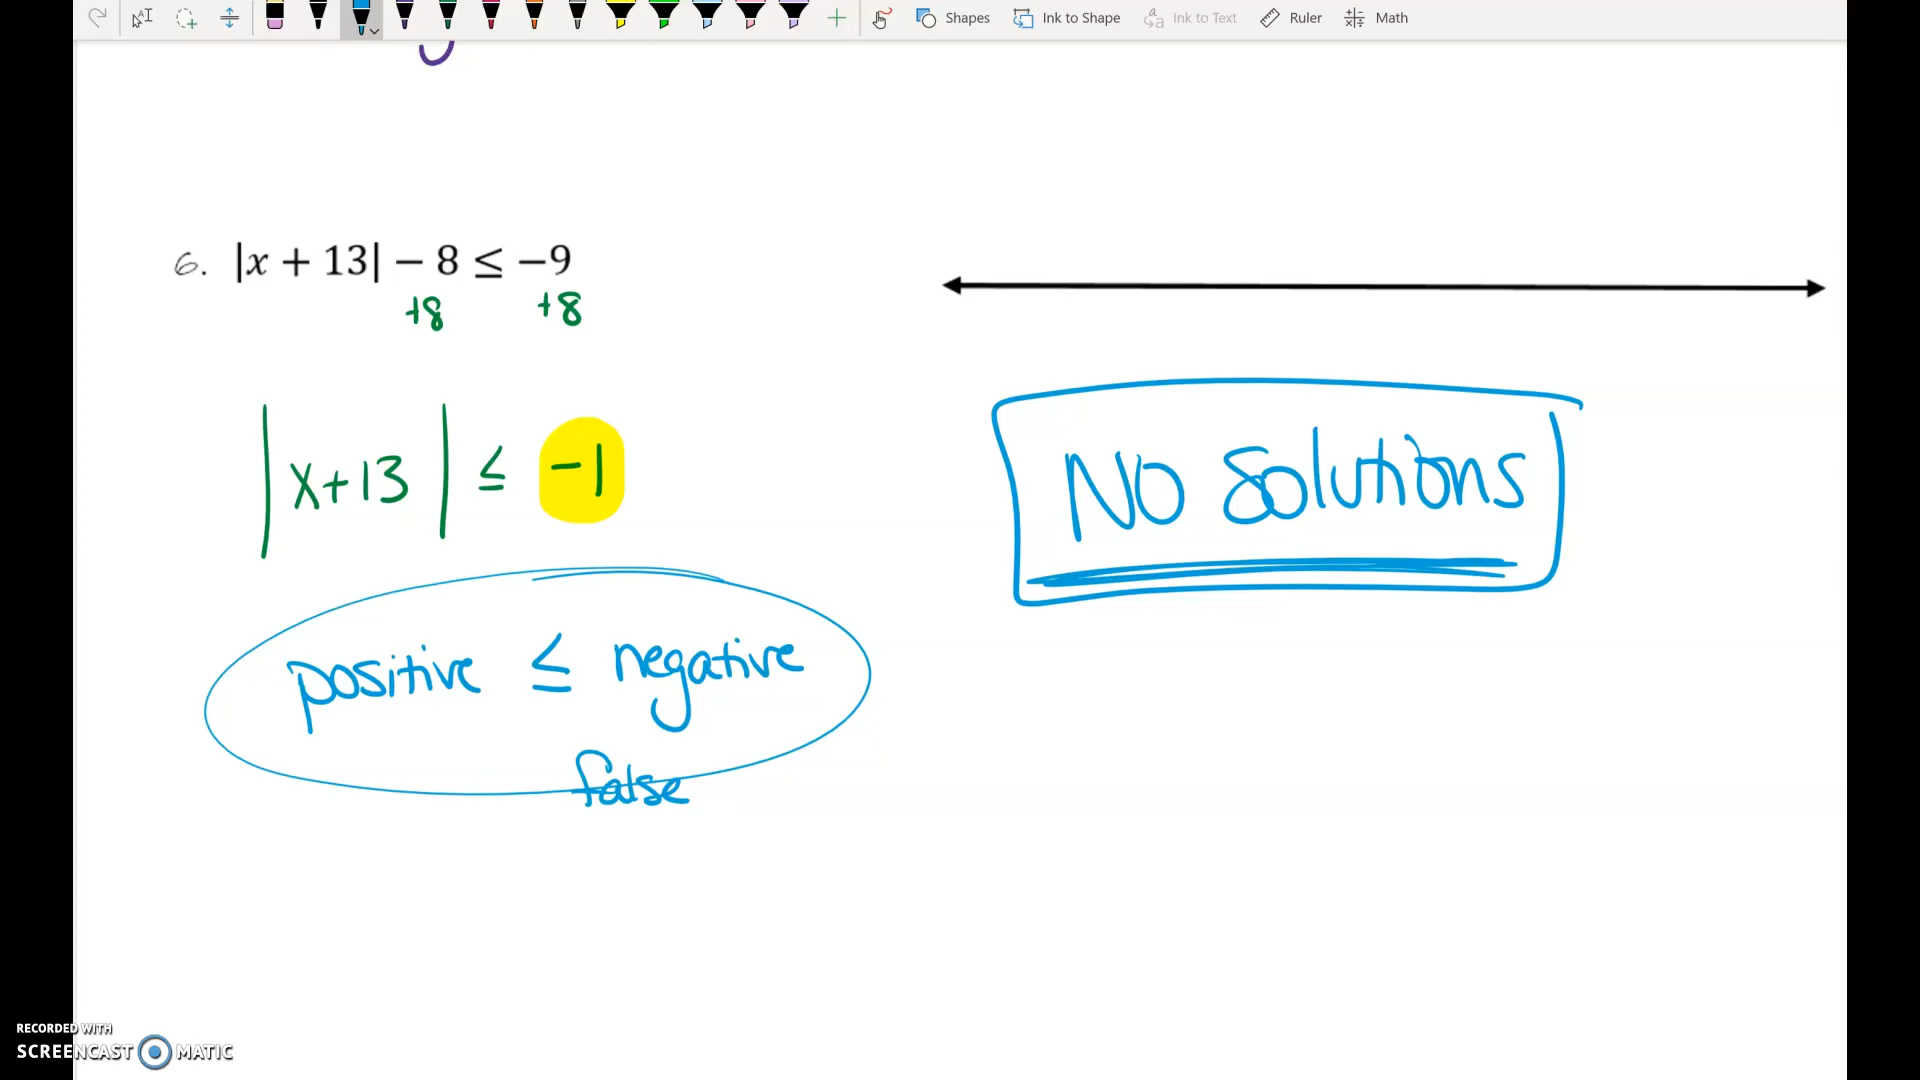 Shapes Ink to Shape Ink to Text Ruler Math
6. |x + 13| − 8 ≤ −9
+8 +8
|x+13| ≤ -1
NO Solutions
positive ≤ negative
false
RECORDED WITH
SCREENCAST MATIC